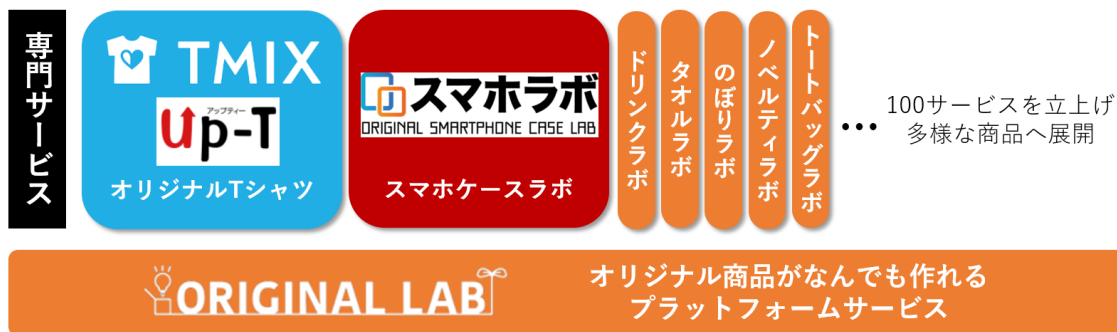 専門サービス
TMIX
アップティー
Up-T
オリジナルTシャツ
スマホラボ
ORIGINAL SMARTPHONE CASE LAB
スマホケースラボ
ドリンクラボ
タオルラボ
のぼりラボ
ノベルティラボ
トートバッグラボ
…
100サービスを立上げ
多様な商品へ展開
ORIGINAL LAB
オリジナル商品がなんでも作れる
プラットフォームサービス